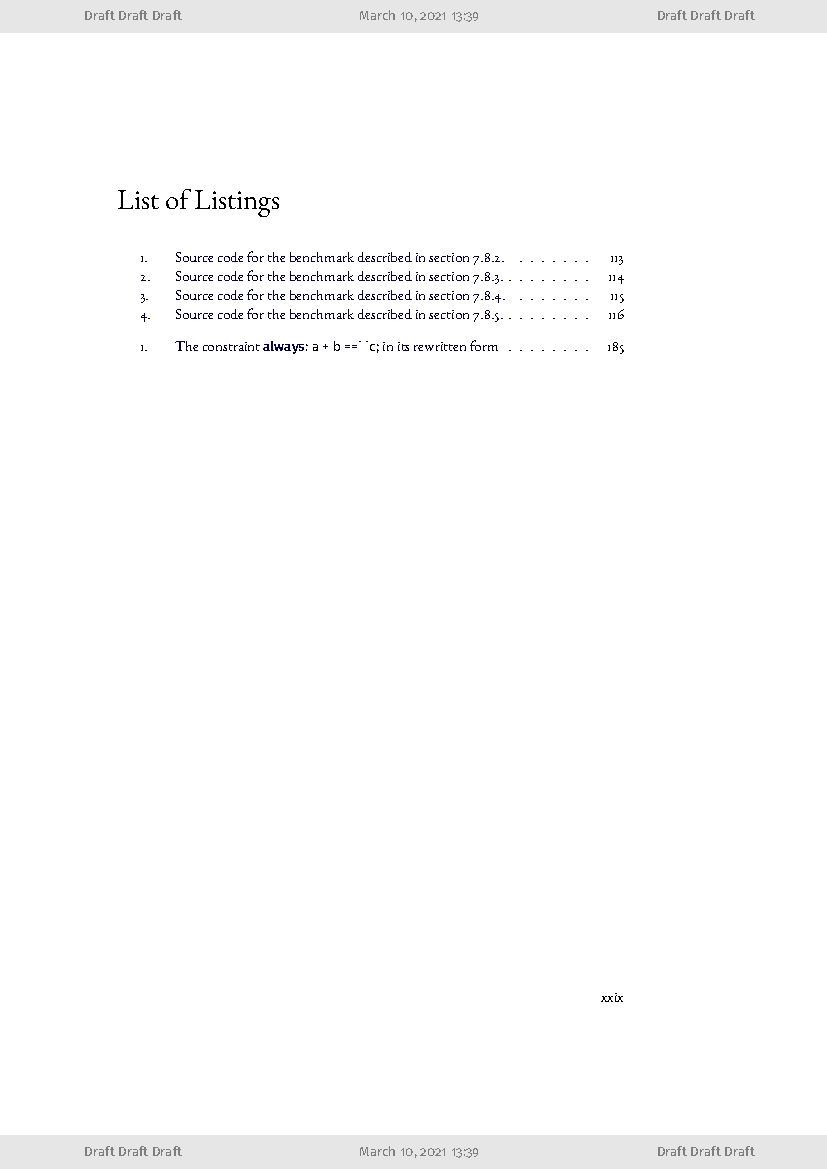 Draft Draft Draft March 10, 2021 13:39 Draft Draft Draft
List of Listings
1. Source code for the benchmark described in section 7.8.2. . . . . . . . 113
2. Source code for the benchmark described in section 7.8.3. . . . . . . . . 114
3. Source code for the benchmark described in section 7.8.4. . . . . . . . 115
4. Source code for the benchmark described in section 7.8.5. . . . . . . . . 116
1. The constraint always: a + b ==``c; in its rewritten form . . . . . . . . 185
xxix
Draft Draft Draft March 10, 2021 13:39 Draft Draft Draft